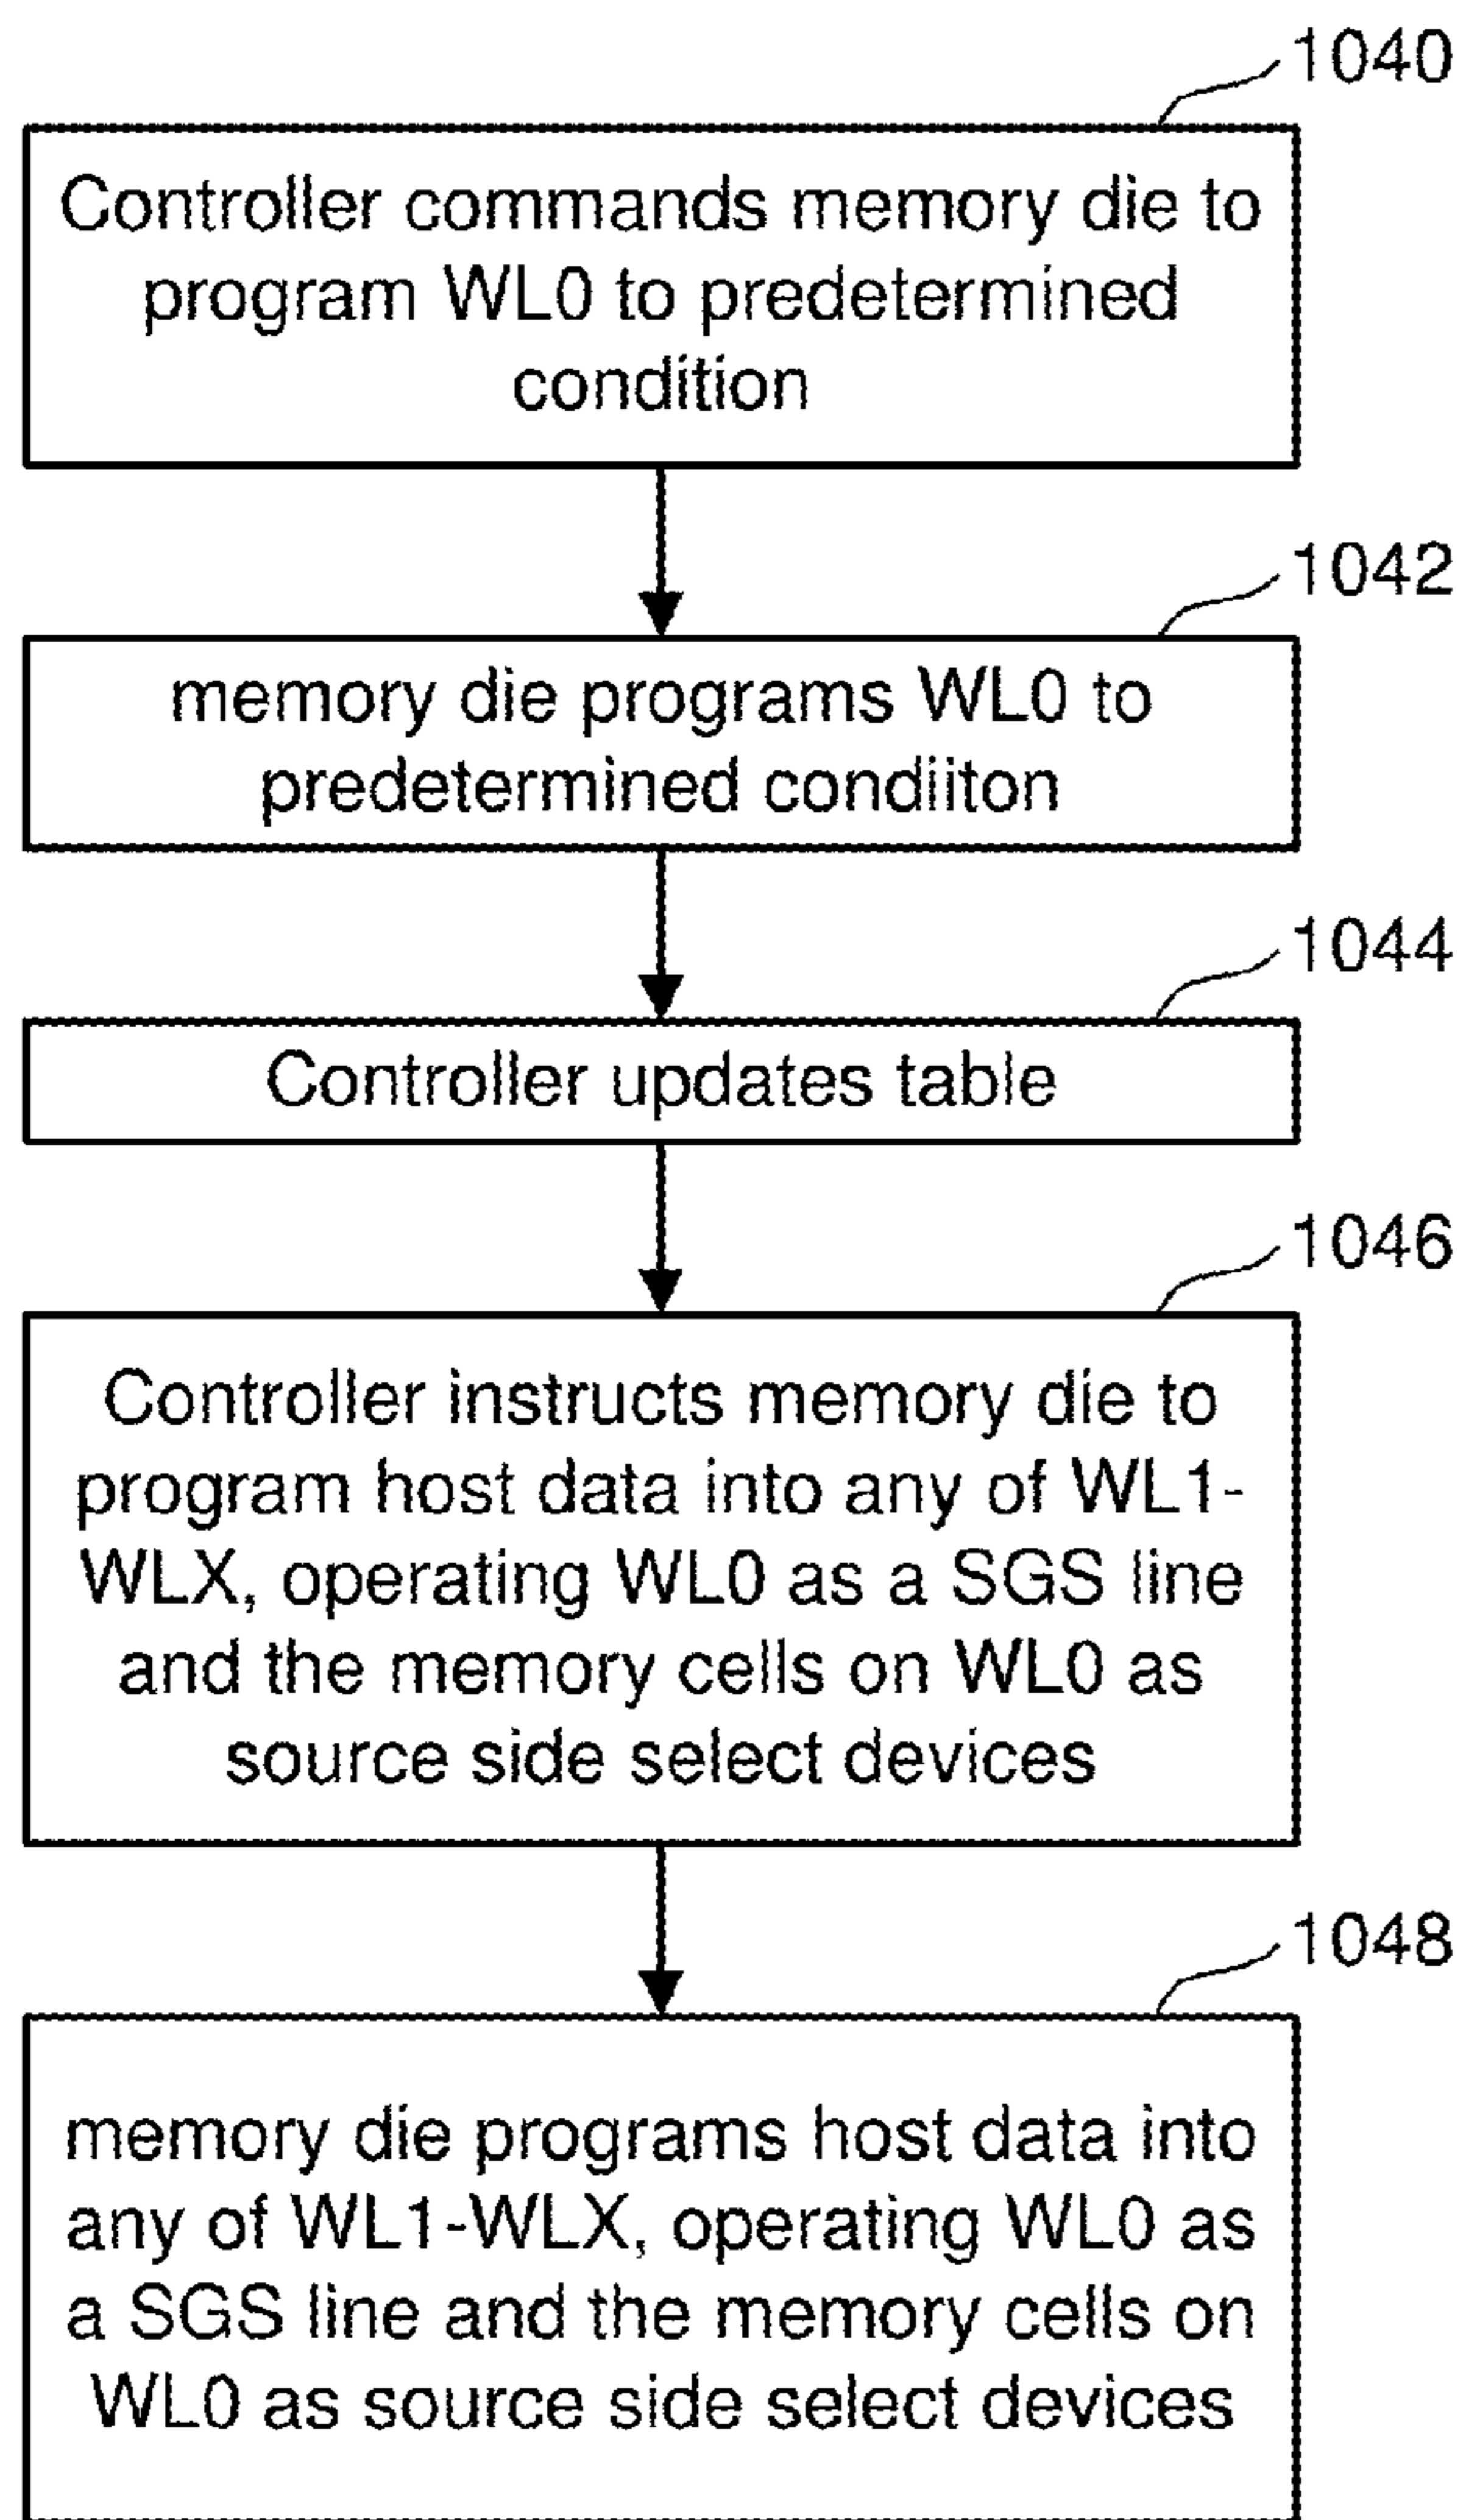 1040
Controller commands memory die to
program WL0 to predetermined
condition
1042
memory die programs WL0 to
predetermined condiiton
1044
Controller updates table
1046
Controller instructs memory die to
program host data into any of WL1-
WLX, operating WL0 as a SGS line
and the memory cells on WL0 as
source side select devices
1048
memory die programs host data into
any of WL1-WLX, operating WL0 as
a SGS line and the memory cells on
WL0 as source side select devices